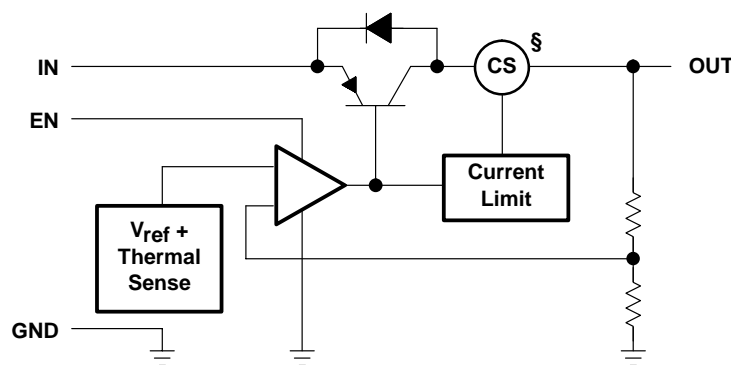 §
IN
CS
OUT
EN
Current
Limit
Vref +
Thermal
Sense
GND